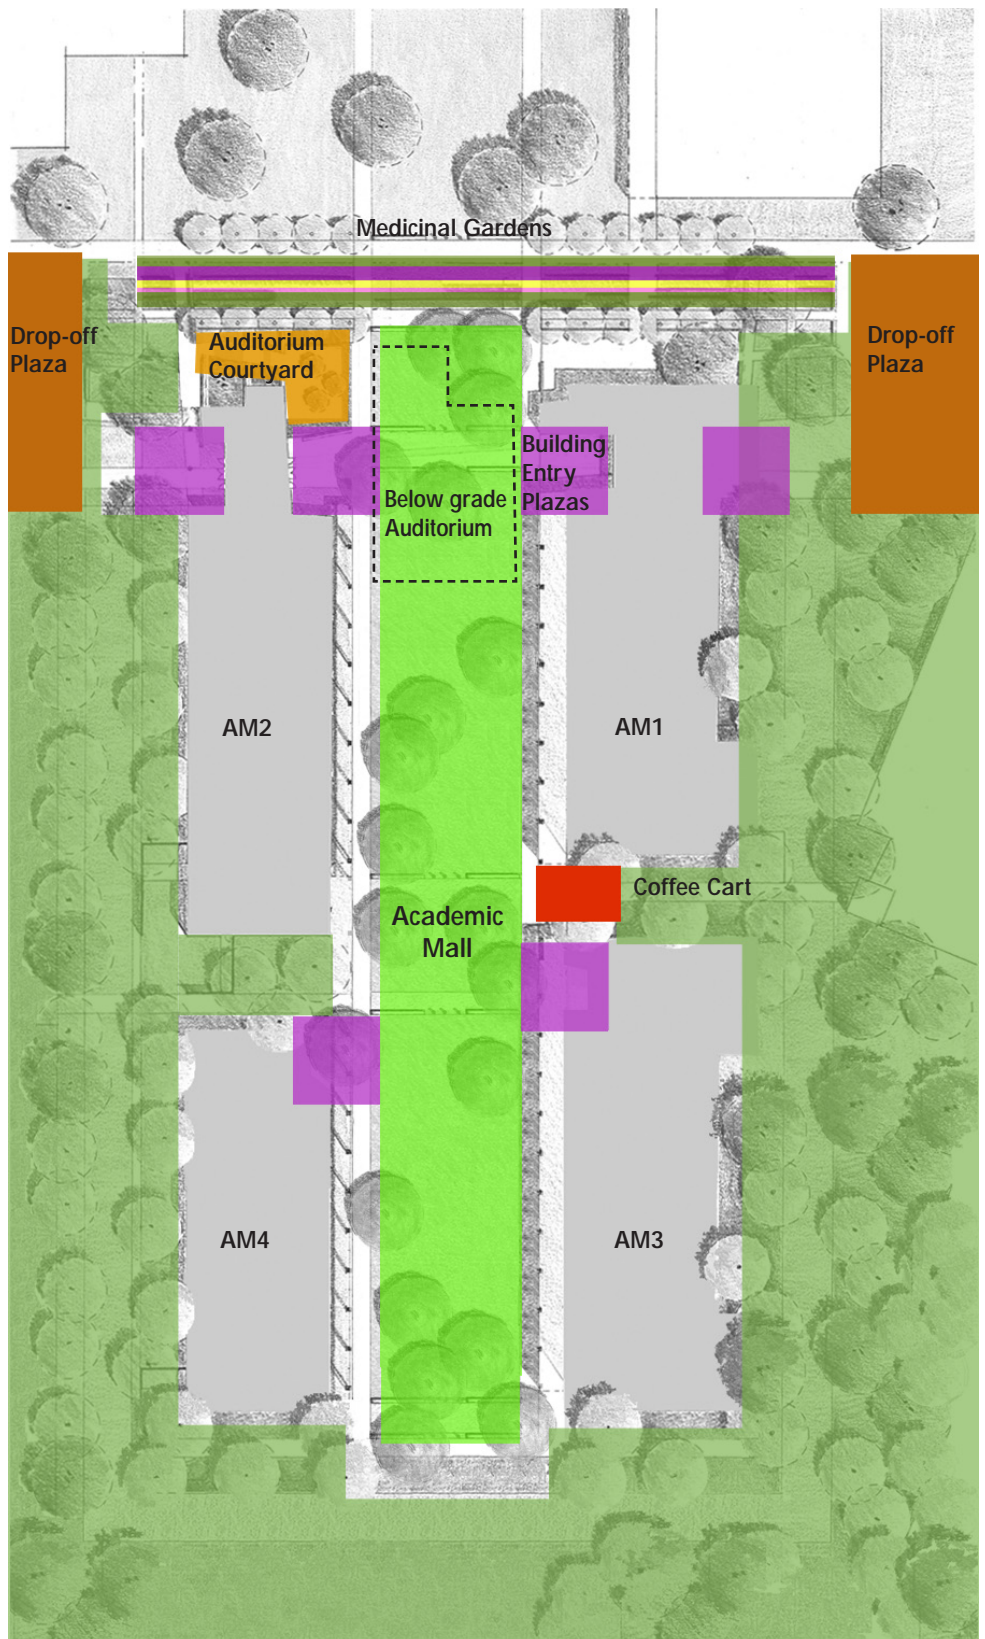 Medicinal Gardens
Drop-off
Plaza
Auditorium
Courtyard
Drop-off
Plaza
Building
Entry
Plazas
Below grade
Auditorium
AM2
AM1
Coffee Cart
Academic
Mall
AM4
AM3